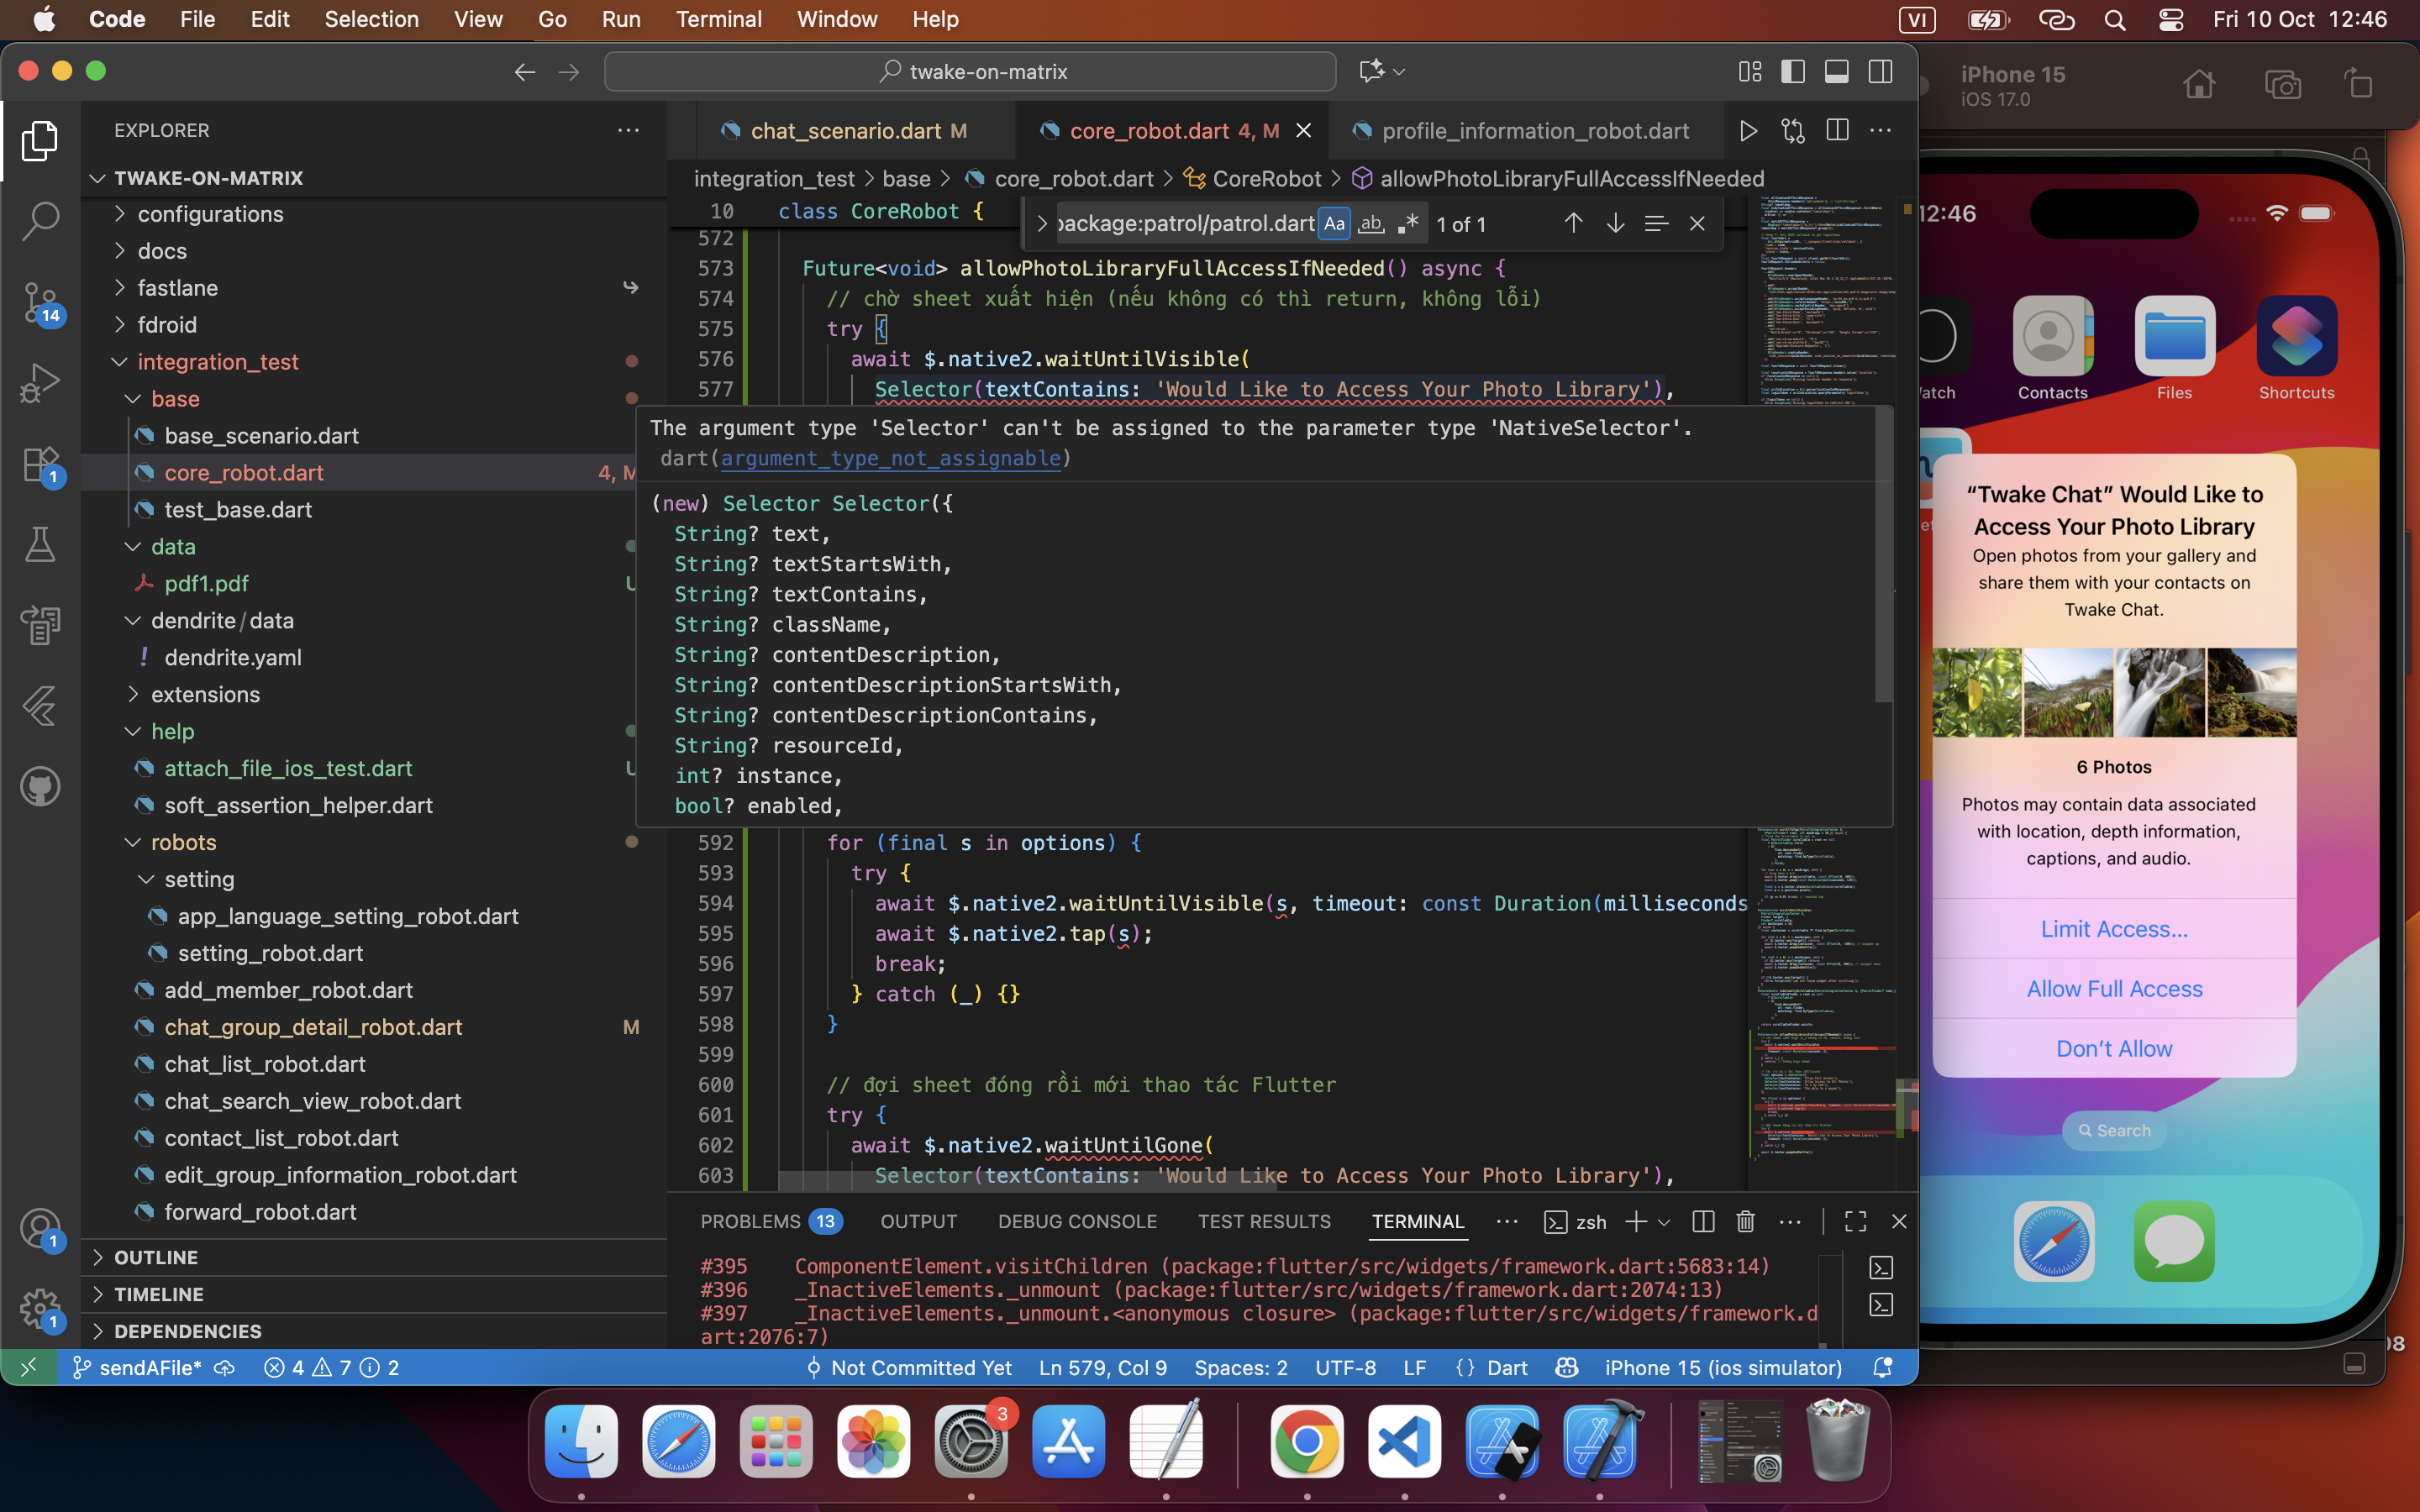 Code File Edit Selection View Go Run Terminal Window Help VI Fri 10 Oct 12:46
twake-on-matrix
iPhone 15
iOS 17.0
EXPLORER
TWAKE-ON-MATRIX
configurations
docs
fastlane
fdroid
integration_test
base
base_scenario.dart
core_robot.dart 4, M
test_base.dart
data
pdf1.pdf U
dendrite/data
dendrite.yaml
extensions
help
attach_file_ios_test.dart U
soft_assertion_helper.dart
robots
setting
app_language_setting_robot.dart
setting_robot.dart
add_member_robot.dart
chat_group_detail_robot.dart M
chat_list_robot.dart
chat_search_view_robot.dart
contact_list_robot.dart
edit_group_information_robot.dart
forward_robot.dart
OUTLINE
TIMELINE
DEPENDENCIES
14
1
1
1
chat_scenario.dart M core_robot.dart 4, M profile_information_robot.dart
integration_test > base > core_robot.dart > CoreRobot > allowPhotoLibraryFullAccessIfNeeded
package:patrol/patrol.dart Aa ab .* 1 of 1
10 class CoreRobot {
572
573 Future<void> allowPhotoLibraryFullAccessIfNeeded() async {
574 // chờ sheet xuất hiện (nếu không có thì return, không lỗi)
575 try {
576 await $.native2.waitUntilVisible(
577 Selector(textContains: 'Would Like to Access Your Photo Library'),
The argument type 'Selector' can't be assigned to the parameter type 'NativeSelector'.
dart(argument_type_not_assignable)
(new) Selector Selector({
String? text,
String? textStartsWith,
String? textContains,
String? className,
String? contentDescription,
String? contentDescriptionStartsWith,
String? contentDescriptionContains,
String? resourceId,
int? instance,
bool? enabled,
592 for (final s in options) {
593 try {
594 await $.native2.waitUntilVisible(s, timeout: const Duration(milliseconds
595 await $.native2.tap(s);
596 break;
597 } catch (_) {}
598 }
599
600 // đợi sheet đóng rồi mới thao tác Flutter
601 try {
602 await $.native2.waitUntilGone(
603 Selector(textContains: 'Would Like to Access Your Photo Library'),
PROBLEMS 13 OUTPUT DEBUG CONSOLE TEST RESULTS TERMINAL zsh
#395 ComponentElement.visitChildren (package:flutter/src/widgets/framework.dart:5683:14)
#396 _InactiveElements._unmount (package:flutter/src/widgets/framework.dart:2074:13)
#397 _InactiveElements._unmount.<anonymous closure> (package:flutter/src/widgets/framework.d
art:2076:7)
sendAFile* 4 7 2 Not Committed Yet Ln 579, Col 9 Spaces: 2 UTF-8 LF {} Dart iPhone 15 (ios simulator)
12:46
Contacts
Files
Shortcuts
“Twake Chat” Would Like to
Access Your Photo Library
Open photos from your gallery and
share them with your contacts on
Twake Chat.
6 Photos
Photos may contain data associated
with location, depth information,
captions, and audio.
Limit Access...
Allow Full Access
Don’t Allow
Search
3